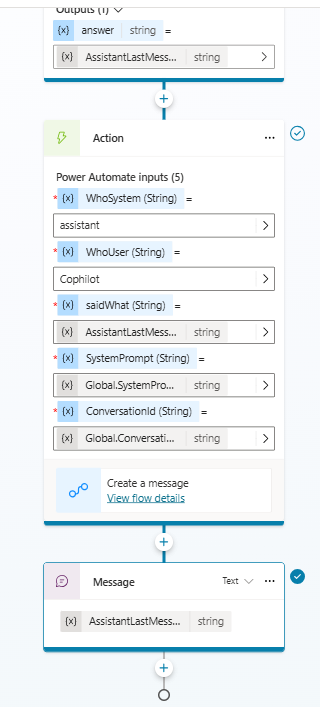 Outputs (1)
{x} answer string =
{x} AssistantLastMess... string
Action ...
Power Automate inputs (5)
* {x} WhoSystem (String) =
assistant
* {x} WhoUser (String) =
Cophilot
* {x} saidWhat (String) =
{x} AssistantLastMess... string
* {x} SystemPrompt (String) =
{x} Global.SystemPro... string
* {x} ConversationId (String) =
{x} Global.Conversati... string
Create a message
View flow details
Message Text ...
{x} AssistantLastMess... string